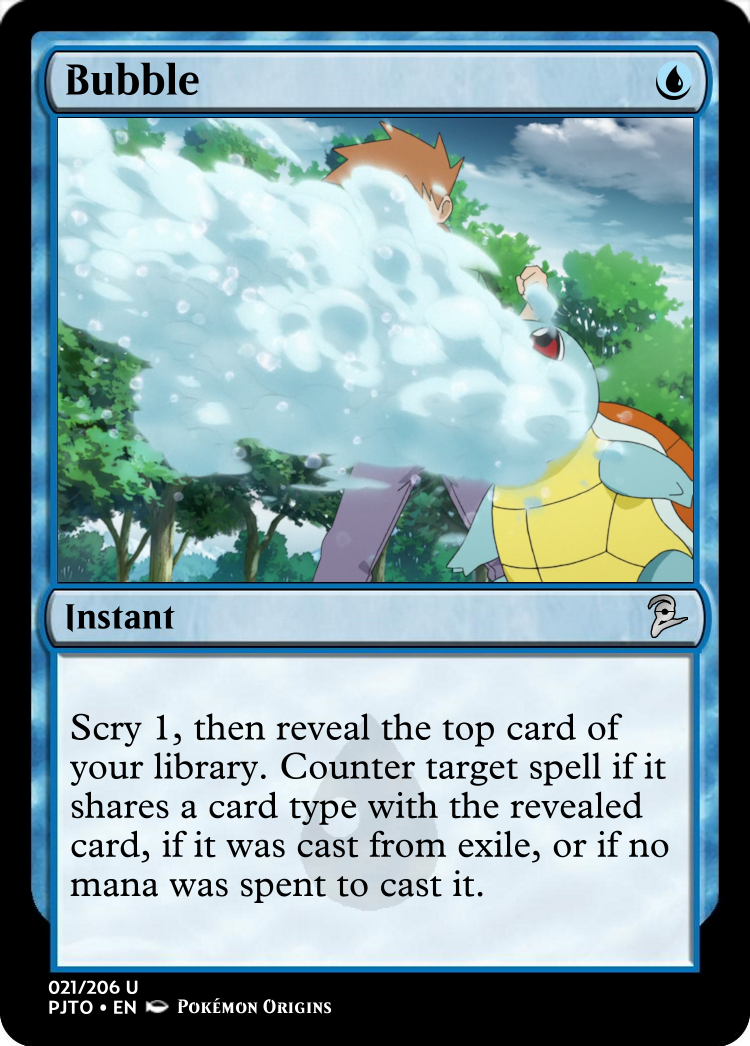 Bubble
Instant
Scry 1, then reveal the top card of
your library. Counter target spell if it
shares a card type with the revealed
card, if it was cast from exile, or if no
mana was spent to cast it.
021/206 U
PJTO • EN Pokémon Origins